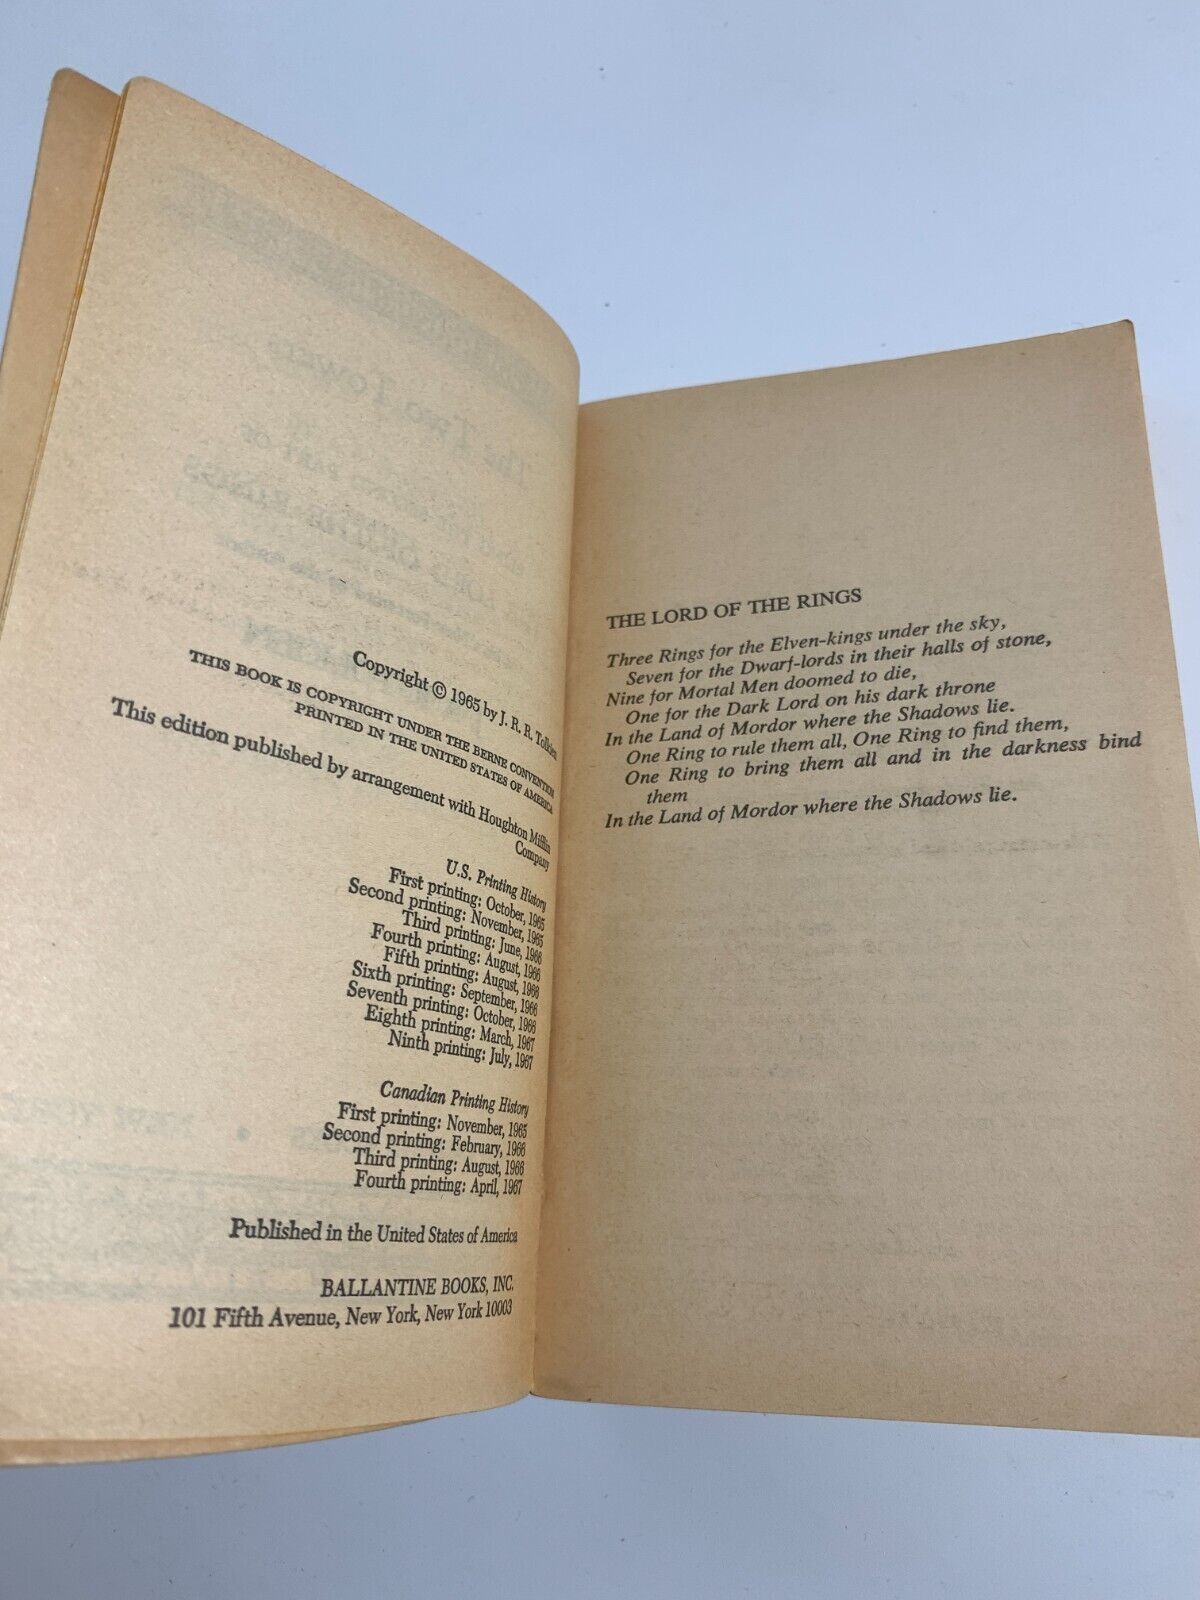 Copyright © 1965 by J. R. R. Tolkien
THIS BOOK IS COPYRIGHT UNDER THE BERNE CONVENTION
PRINTED IN THE UNITED STATES OF AMERICA
This edition published by arrangement with Houghton Mifflin
Company
U.S. Printing History
First printing: October, 1965
Second printing: November, 1965
Third printing: June, 1966
Fourth printing: August, 1966
Fifth printing: August, 1966
Sixth printing: September, 1966
Seventh printing: October, 1966
Eighth printing: March, 1967
Ninth printing: July, 1967
Canadian Printing History
First printing: November, 1965
Second printing: February, 1966
Third printing: August, 1966
Fourth printing: April, 1967
Published in the United States of America
BALLANTINE BOOKS, INC.
101 Fifth Avenue, New York, New York 10003
THE LORD OF THE RINGS
Three Rings for the Elven-kings under the sky,
Seven for the Dwarf-lords in their halls of stone,
Nine for Mortal Men doomed to die,
One for the Dark Lord on his dark throne
In the Land of Mordor where the Shadows lie.
One Ring to rule them all, One Ring to find them,
One Ring to bring them all and in the darkness bind
them
In the Land of Mordor where the Shadows lie.